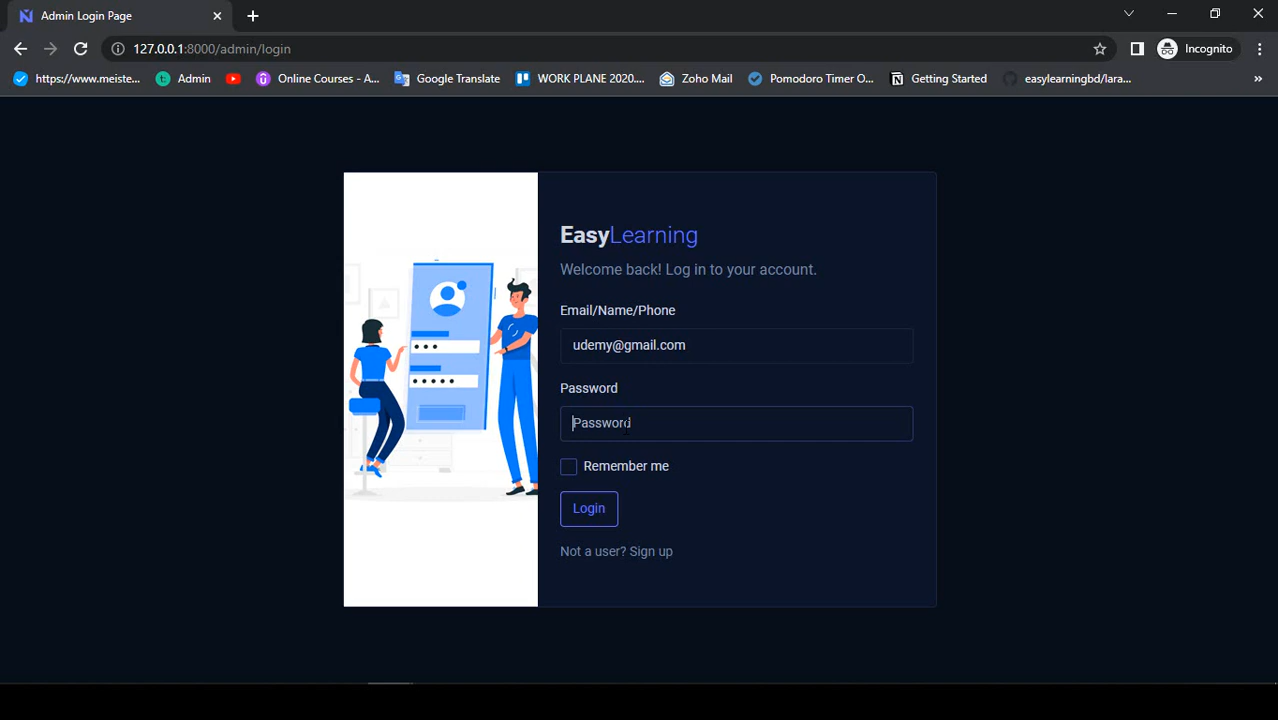 Admin Login Page
127.0.0.1:8000/admin/login
Incognito
https://www.meiste...
Admin
Online Courses - A...
Google Translate
WORK PLANE 2020....
Zoho Mail
Pomodoro Timer O...
Getting Started
easylearningbd/lara...
»
EasyLearning
Welcome back! Log in to your account.
Email/Name/Phone
udemy@gmail.com
Password
Password
Remember me
Login
Not a user? Sign up